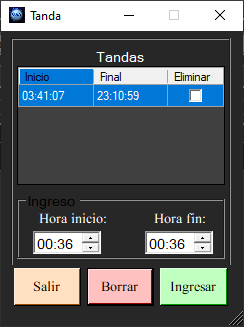 Tanda
Tandas
Inicio Final Eliminar
03:41:07 23:10:59
Ingreso
Hora inicio: Hora fin:
00:36 00:36
Salir Borrar Ingresar